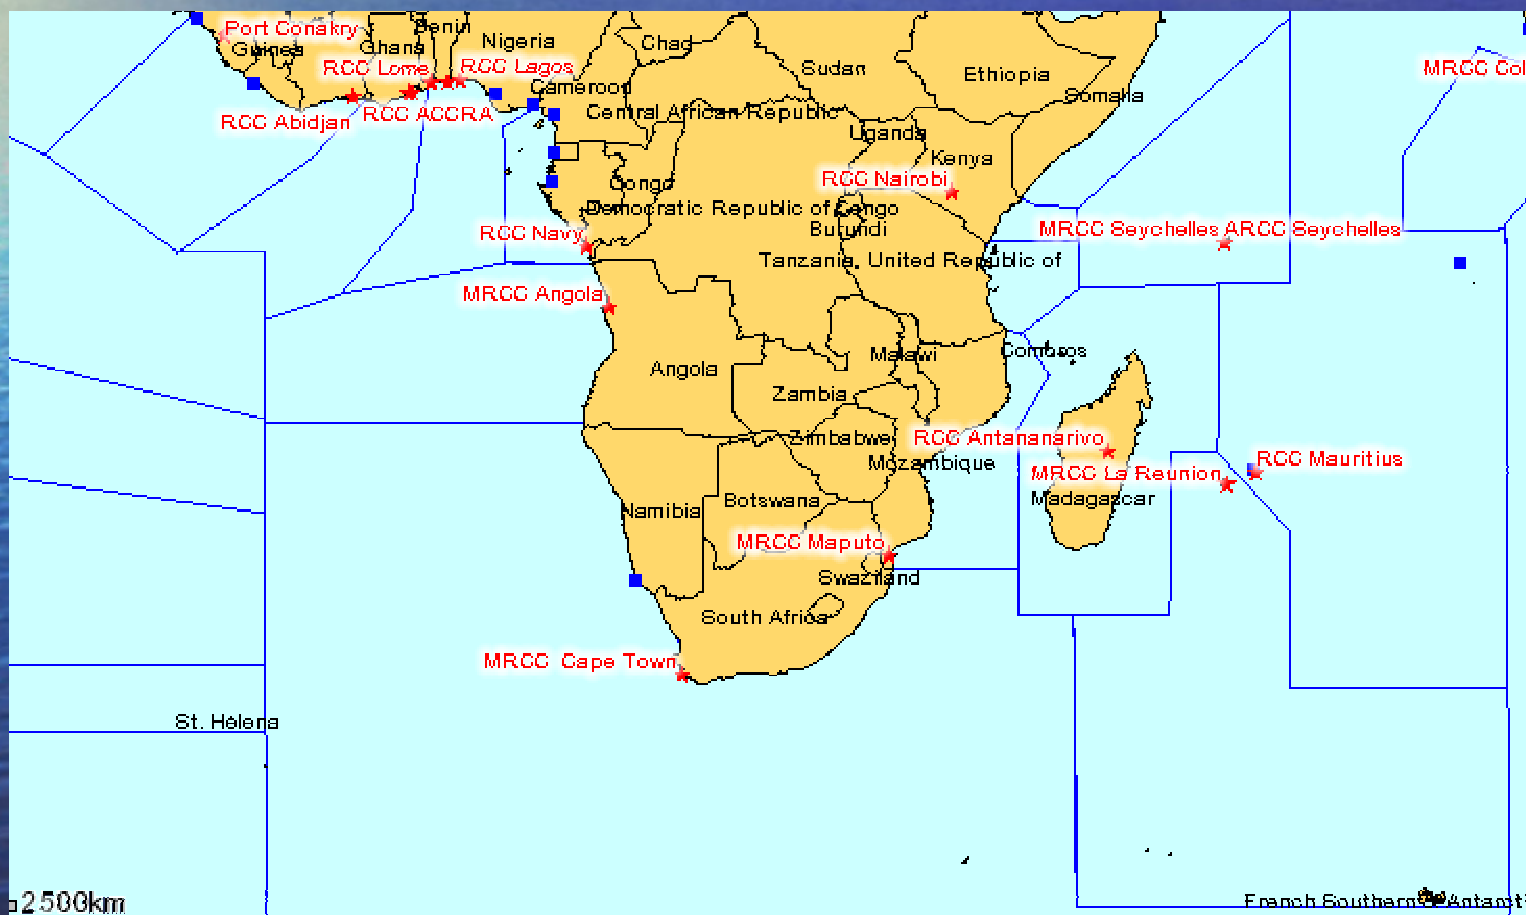 Port Conakry
Benin
Guinea
Ghana
Nigeria
Chad
Sudan
Ethiopia
Somalia
RCC Lome
RCC Lagos
MRCC Col
Cameroon
RCC Abidjan
RCC ACCRA
Central African Republic
Uganda
Kenya
Congo
RCC Nairobi
Democratic Republic of Congo
RCC Navy
Burundi
MRCC Seychelles ARCC Seychelles
Tanzania, United Republic of
MRCC Angola
Angola
Malawi
Comoros
Zambia
Zimbabwe
RCC Antananarivo
Mozambique
RCC Mauritius
MRCC La Reunion
Madagascar
Namibia
Botswana
MRCC Maputo
Swaziland
South Africa
MRCC Cape Town
St. Helena
2500km
French Southern & Antarcti